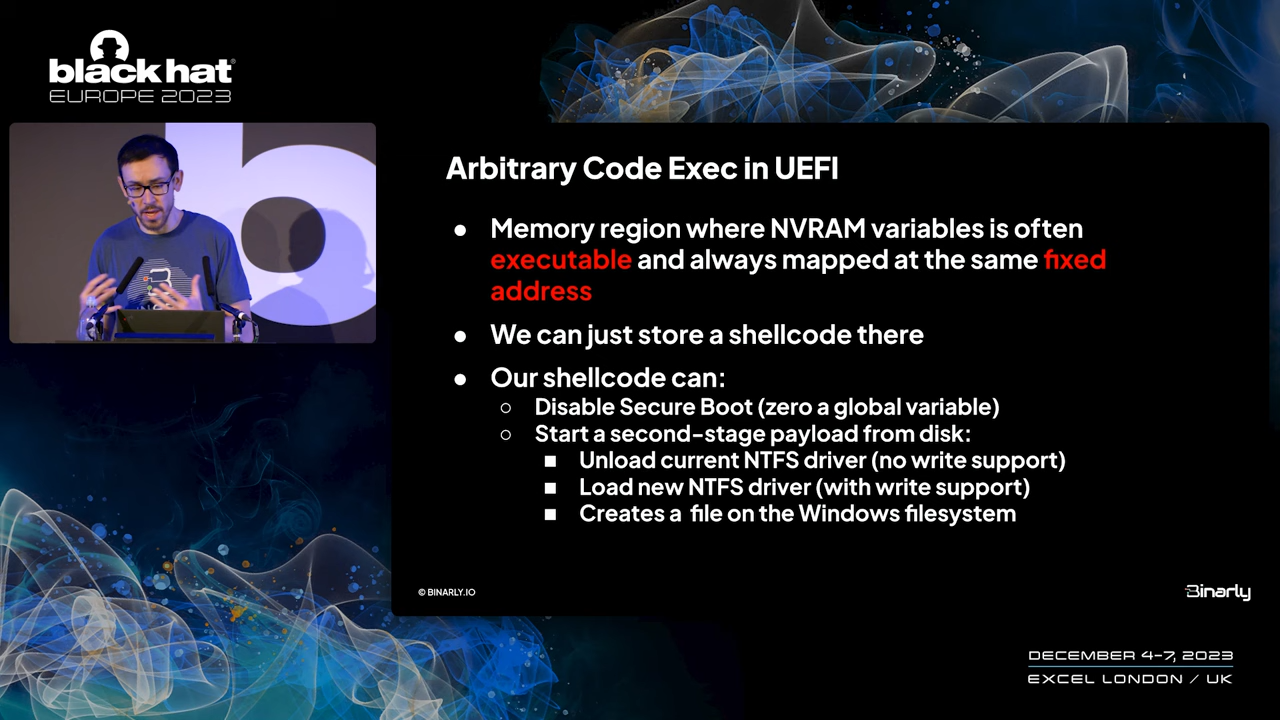 black hat
EUROPE 2023
Arbitrary Code Exec in UEFI
● Memory region where NVRAM variables is often
executable and always mapped at the same fixed
address
● We can just store a shellcode there
● Our shellcode can:
○ Disable Secure Boot (zero a global variable)
○ Start a second-stage payload from disk:
■ Unload current NTFS driver (no write support)
■ Load new NTFS driver (with write support)
■ Creates a file on the Windows filesystem
© BINARLY.IO
Binarly
DECEMBER 4-7, 2023
EXCEL LONDON / UK